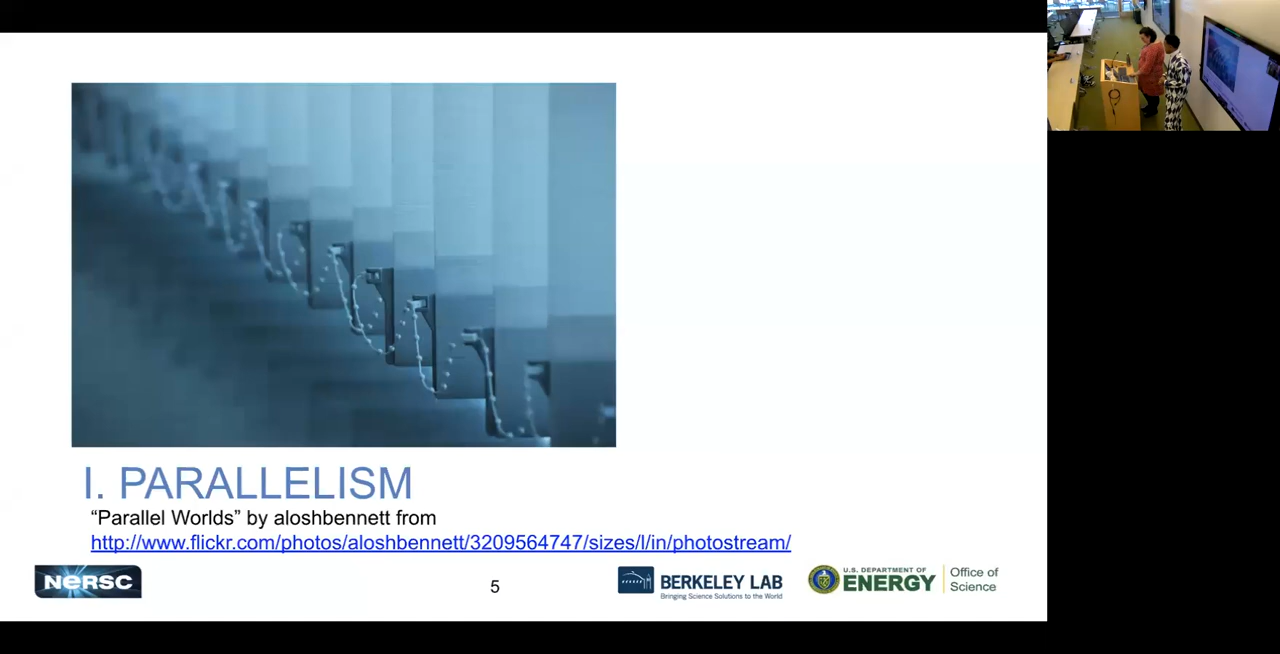 I. PARALLELISM
“Parallel Worlds” by aloshbennett from
http://www.flickr.com/photos/aloshbennett/3209564747/sizes/l/in/photostream/
NERSC
5
BERKELEY LAB
Bringing Science Solutions to the World
U.S. DEPARTMENT OF
ENERGY
Office of
Science